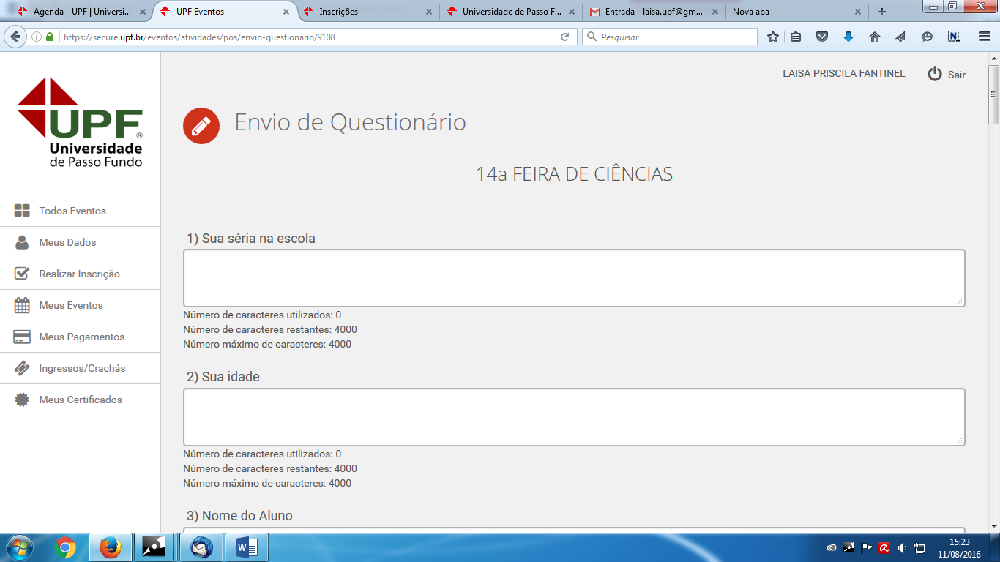 Agenda - UPF | Universi...
UPF Eventos
Inscrições
Universidade de Passo F...
Entrada - laisa.upf@gm...
Nova aba
https://secure.upf.br/eventos/atividades/pos/envio-questionario/9108
Pesquisar
LAISA PRISCILA FANTINEL
Sair
UPF®
Universidade
de Passo Fundo
Todos Eventos
Meus Dados
Realizar Inscrição
Meus Eventos
Meus Pagamentos
Ingressos/Crachás
Meus Certificados
Envio de Questionário
14a FEIRA DE CIÊNCIAS
1) Sua séria na escola
Número de caracteres utilizados: 0
Número de caracteres restantes: 4000
Número máximo de caracteres: 4000
2) Sua idade
Número de caracteres utilizados: 0
Número de caracteres restantes: 4000
Número máximo de caracteres: 4000
3) Nome do Aluno
15:23
11/08/2016